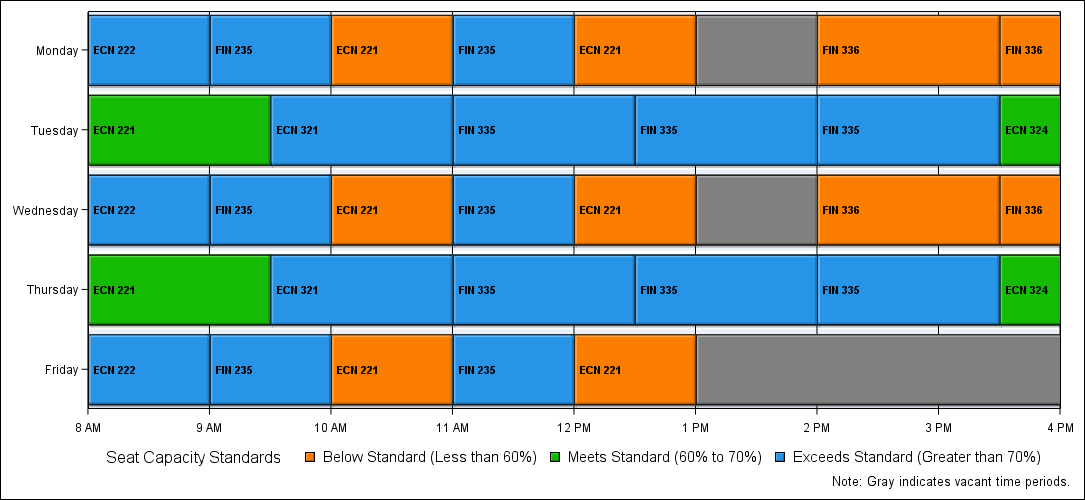 Monday ECN 222 FIN 235 ECN 221 FIN 235 ECN 221 FIN 336 FIN 336
Tuesday ECN 221 ECN 321 FIN 335 FIN 335 FIN 335 ECN 324
Wednesday ECN 222 FIN 235 ECN 221 FIN 235 ECN 221 FIN 336 FIN 336
Thursday ECN 221 ECN 321 FIN 335 FIN 335 FIN 335 ECN 324
Friday ECN 222 FIN 235 ECN 221 FIN 235 ECN 221
8 AM 9 AM 10 AM 11 AM 12 PM 1 PM 2 PM 3 PM 4 PM
Seat Capacity Standards Below Standard (Less than 60%) Meets Standard (60% to 70%) Exceeds Standard (Greater than 70%)
Note: Gray indicates vacant time periods.